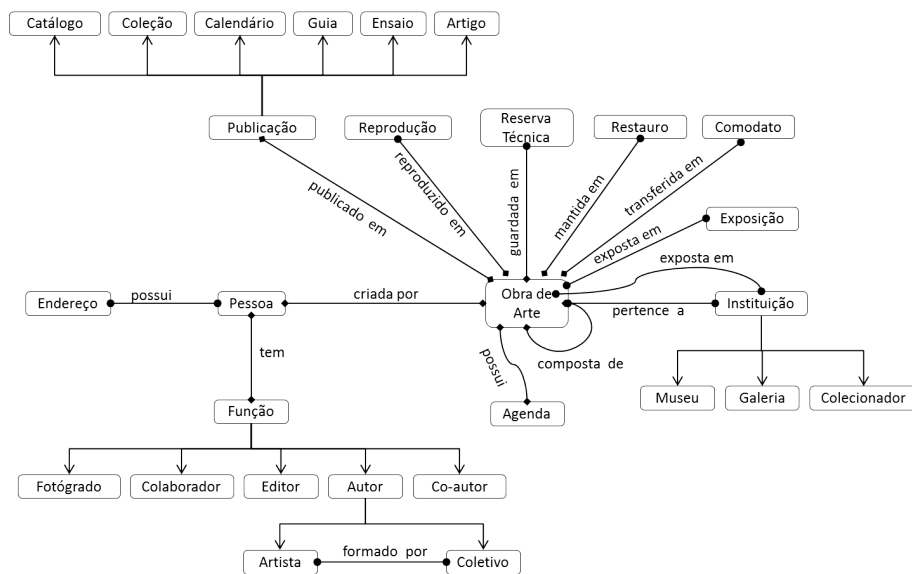 Catálogo
Coleção
Calendário
Guia
Ensaio
Artigo
Publicação
Reprodução
Reserva
Técnica
Restauro
Comodato
publicado em
reproduzido em
guardada em
mantida em
transferida em
Exposição
exposta em
exposta em
Endereço
possui
Pessoa
criada por
Obra de
Arte
pertence a
Instituição
tem
possui
composta de
Museu
Galeria
Colecionador
Função
Agenda
Fotógrado
Colaborador
Editor
Autor
Co-autor
Artista
formado por
Coletivo